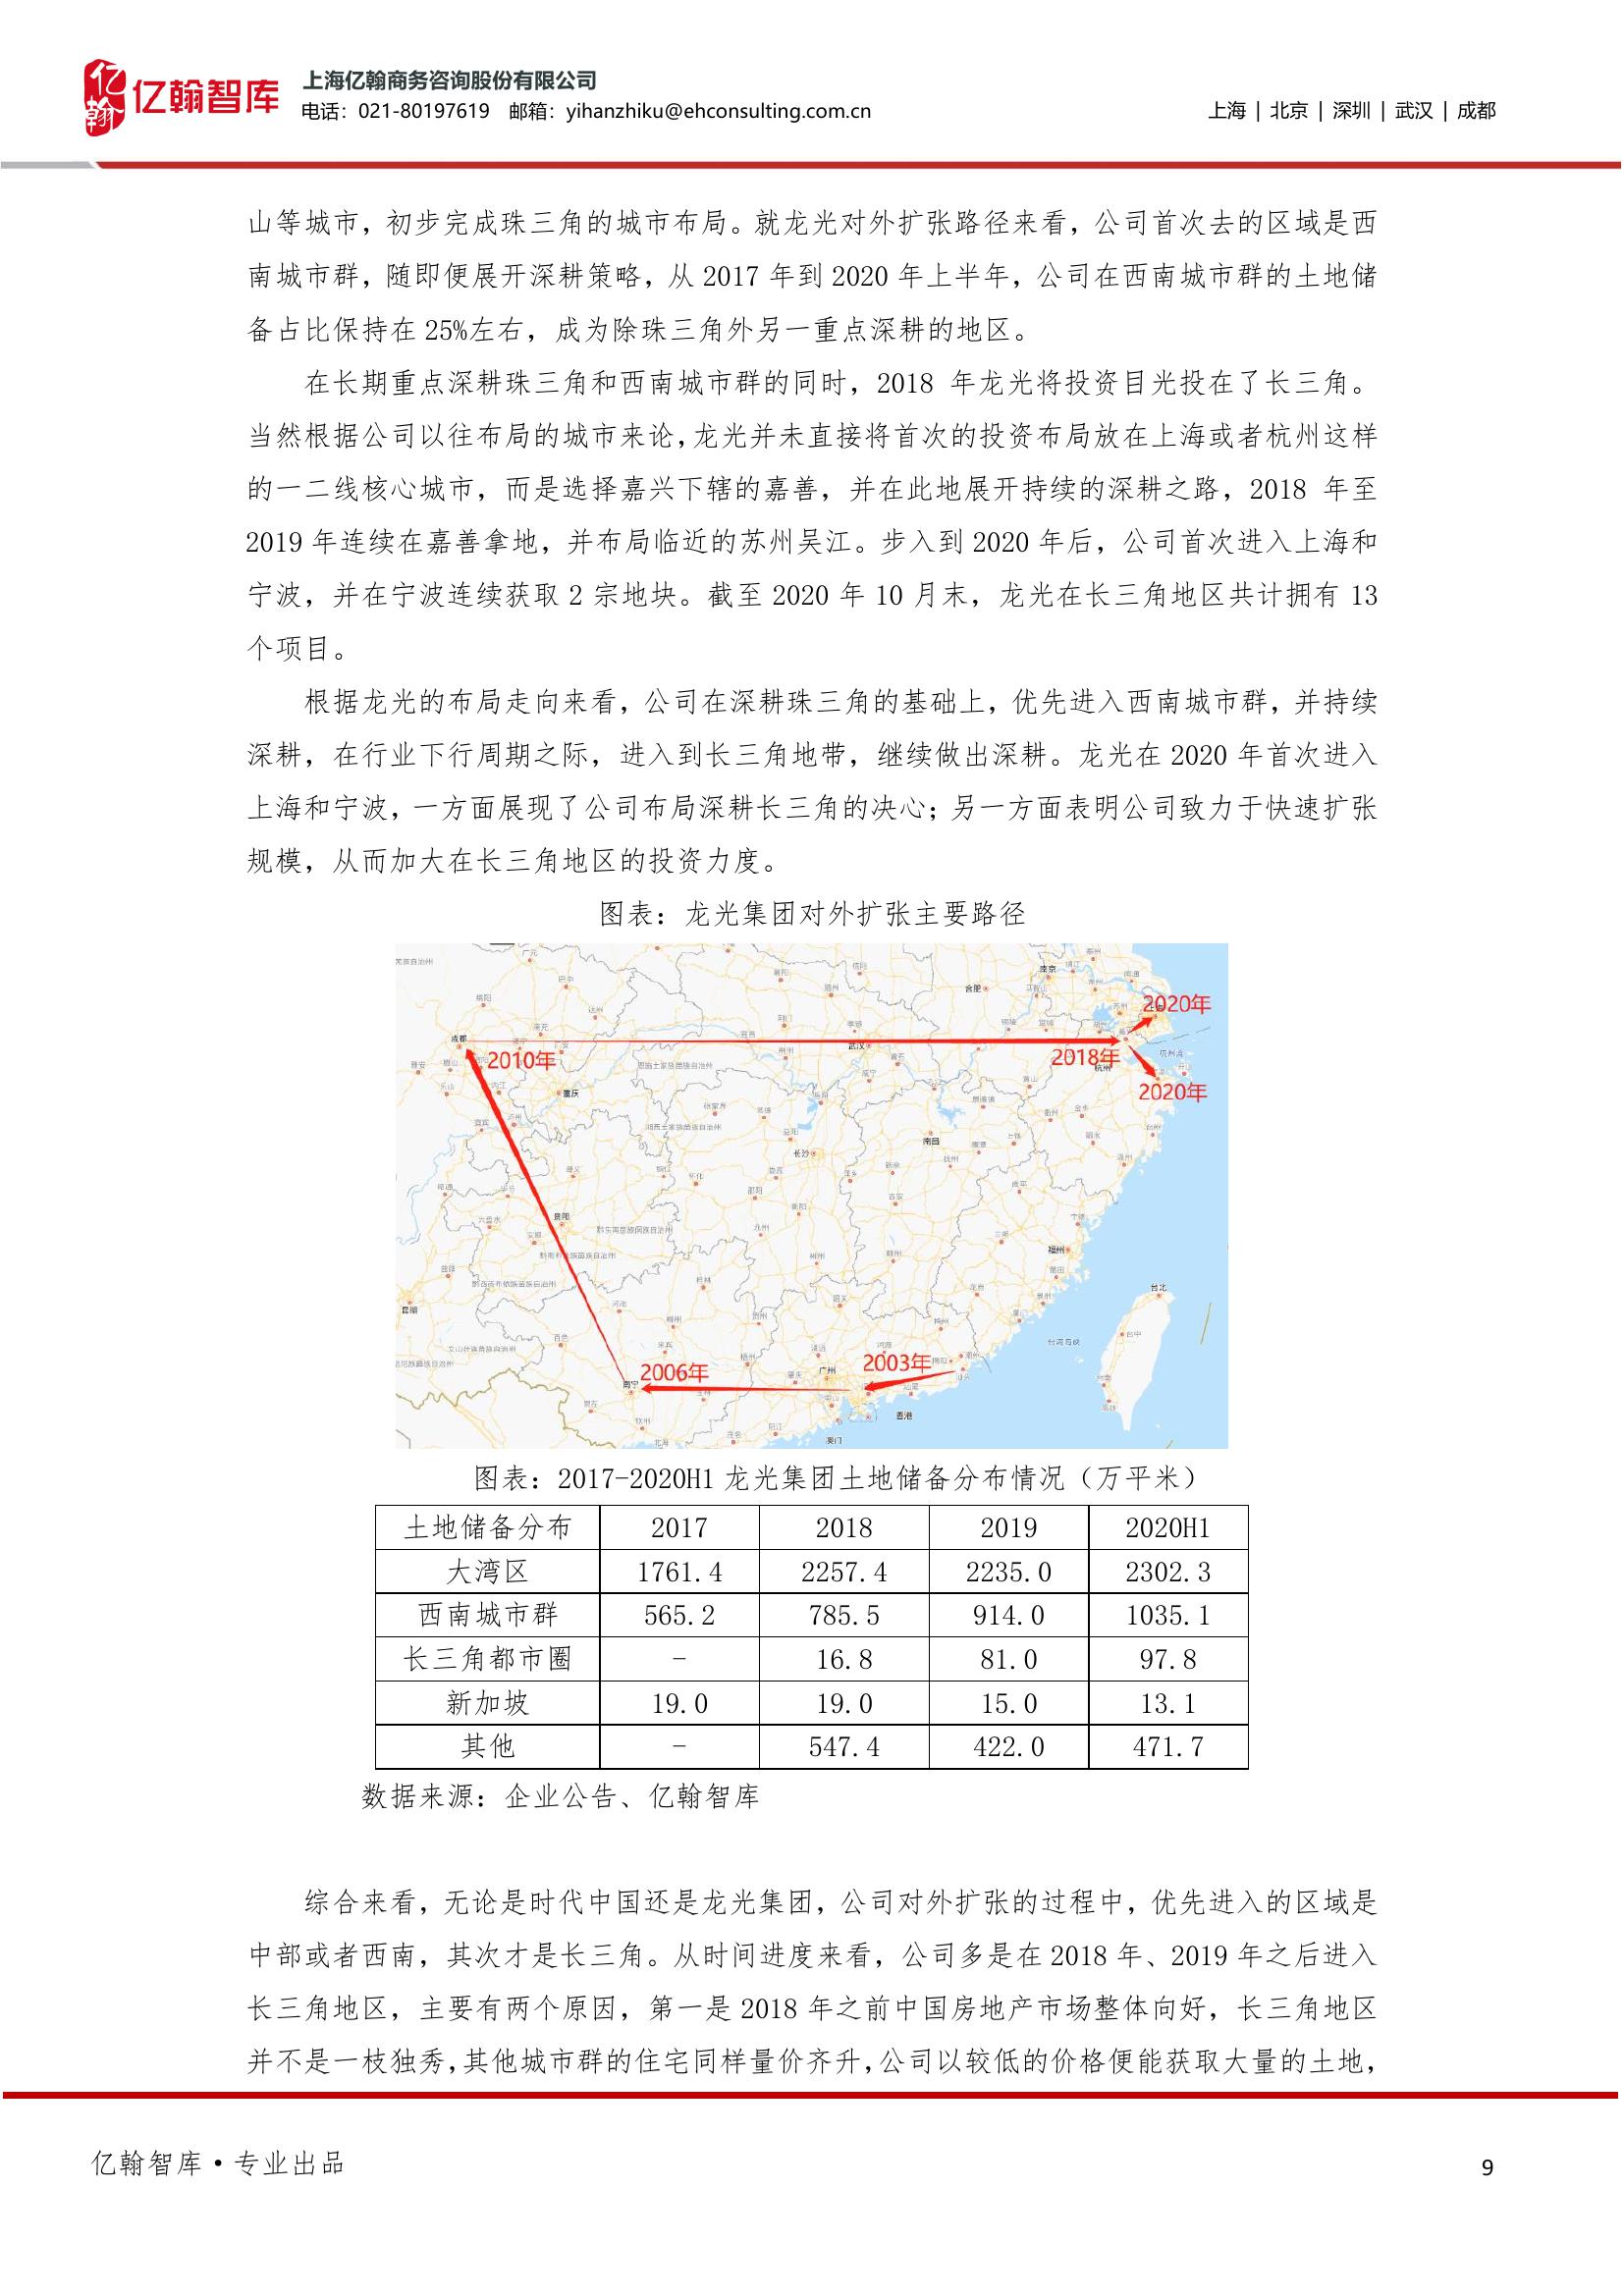 亿翰
亿翰智库
上海亿翰商务咨询股份有限公司
电话：021-80197619 邮箱：yihanzhiku@ehconsulting.com.cn
上海 | 北京 | 深圳 | 武汉 | 成都
山等城市，初步完成珠三角的城市布局。就龙光对外扩张路径来看，公司首次去的区域是西
南城市群，随即便展开深耕策略，从 2017 年到 2020 年上半年，公司在西南城市群的土地储
备占比保持在 25%左右，成为除珠三角外另一重点深耕的地区。
在长期重点深耕珠三角和西南城市群的同时，2018 年龙光将投资目光投在了长三角。
当然根据公司以往布局的城市来论，龙光并未直接将首次的投资布局放在上海或者杭州这样
的一二线核心城市，而是选择嘉兴下辖的嘉善，并在此地展开持续的深耕之路，2018 年至
2019 年连续在嘉善拿地，并布局临近的苏州吴江。步入到 2020 年后，公司首次进入上海和
宁波，并在宁波连续获取 2 宗地块。截至 2020 年 10 月末，龙光在长三角地区共计拥有 13
个项目。
根据龙光的布局走向来看，公司在深耕珠三角的基础上，优先进入西南城市群，并持续
深耕，在行业下行周期之际，进入到长三角地带，继续做出深耕。龙光在 2020 年首次进入
上海和宁波，一方面展现了公司布局深耕长三角的决心；另一方面表明公司致力于快速扩张
规模，从而加大在长三角地区的投资力度。
图表：龙光集团对外扩张主要路径
南京
合肥
2020年
成都
武汉
2010年
2018年
杭州
重庆
2020年
南昌
长沙
贵阳
福州
台北
昆明
台湾海峡
2003年
2006年
广州
南宁
香港
澳门
图表：2017-2020H1 龙光集团土地储备分布情况（万平米）
土地储备分布 2017 2018 2019 2020H1
大湾区 1761.4 2257.4 2235.0 2302.3
西南城市群 565.2 785.5 914.0 1035.1
长三角都市圈 - 16.8 81.0 97.8
新加坡 19.0 19.0 15.0 13.1
其他 - 547.4 422.0 471.7
数据来源：企业公告、亿翰智库
综合来看，无论是时代中国还是龙光集团，公司对外扩张的过程中，优先进入的区域是
中部或者西南，其次才是长三角。从时间进度来看，公司多是在 2018 年、2019 年之后进入
长三角地区，主要有两个原因，第一是 2018 年之前中国房地产市场整体向好，长三角地区
并不是一枝独秀，其他城市群的住宅同样量价齐升，公司以较低的价格便能获取大量的土地，
亿翰智库·专业出品
9